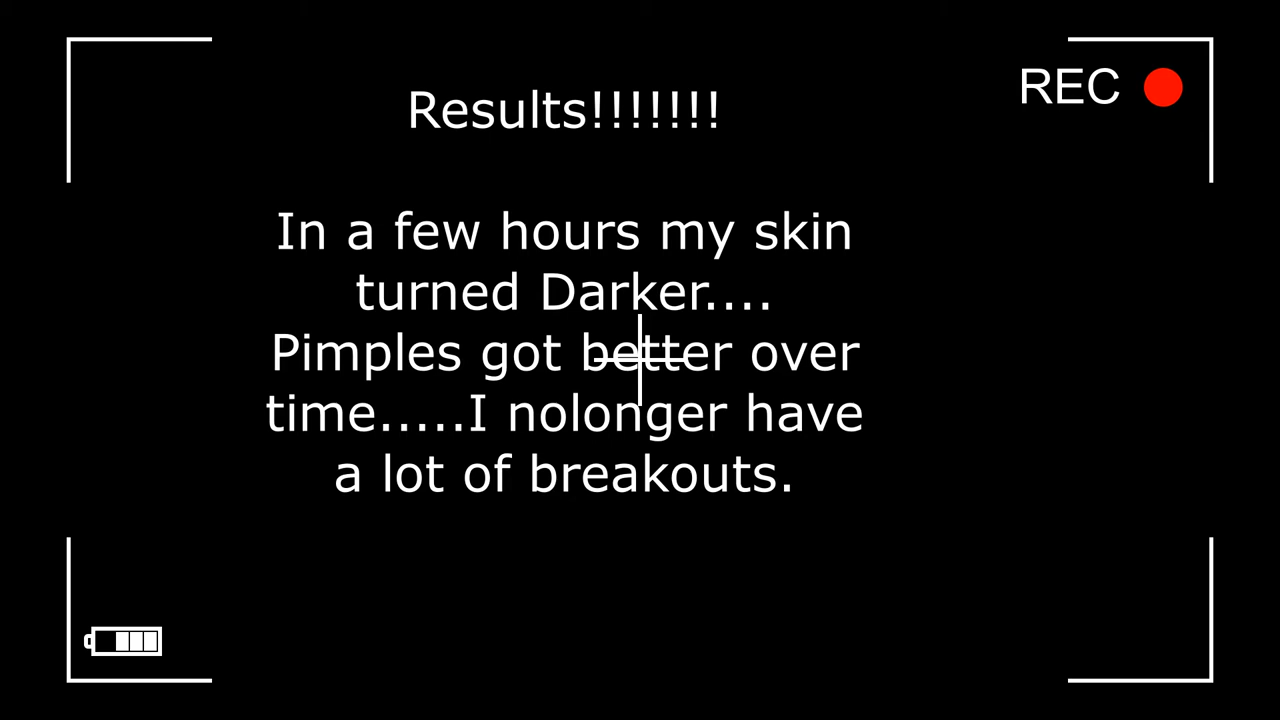 REC
Results!!!!!!!
In a few hours my skin
turned Darker....
Pimples got better over
time.....I nolonger have
a lot of breakouts.